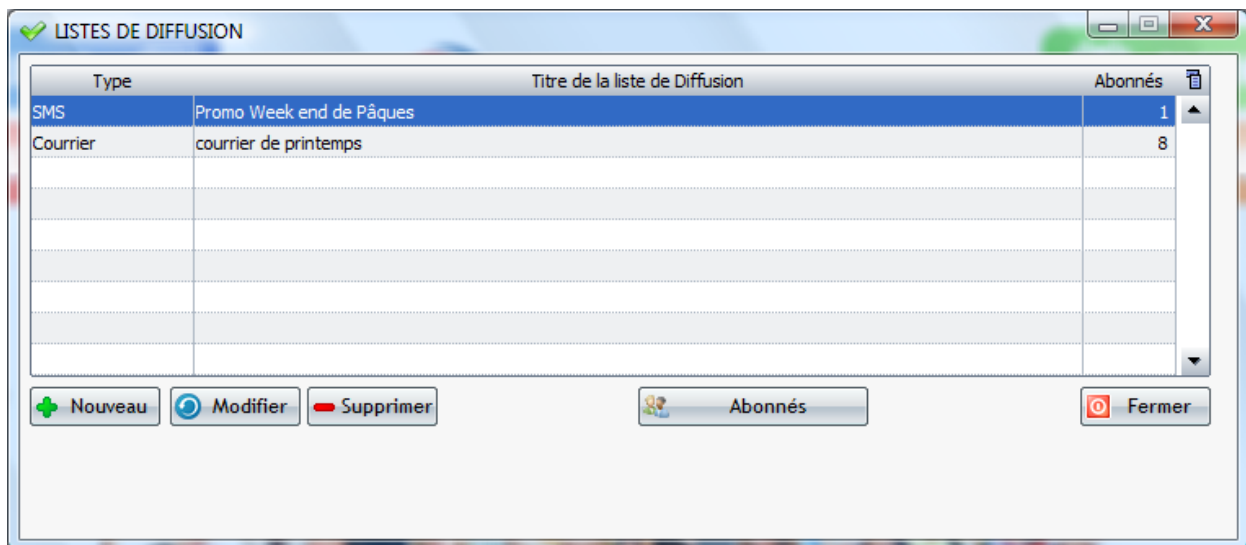 LISTES DE DIFFUSION
Type Titre de la liste de Diffusion Abonnés
SMS Promo Week end de Pâques 1
Courrier courrier de printemps 8
Nouveau Modifier Supprimer Abonnés Fermer